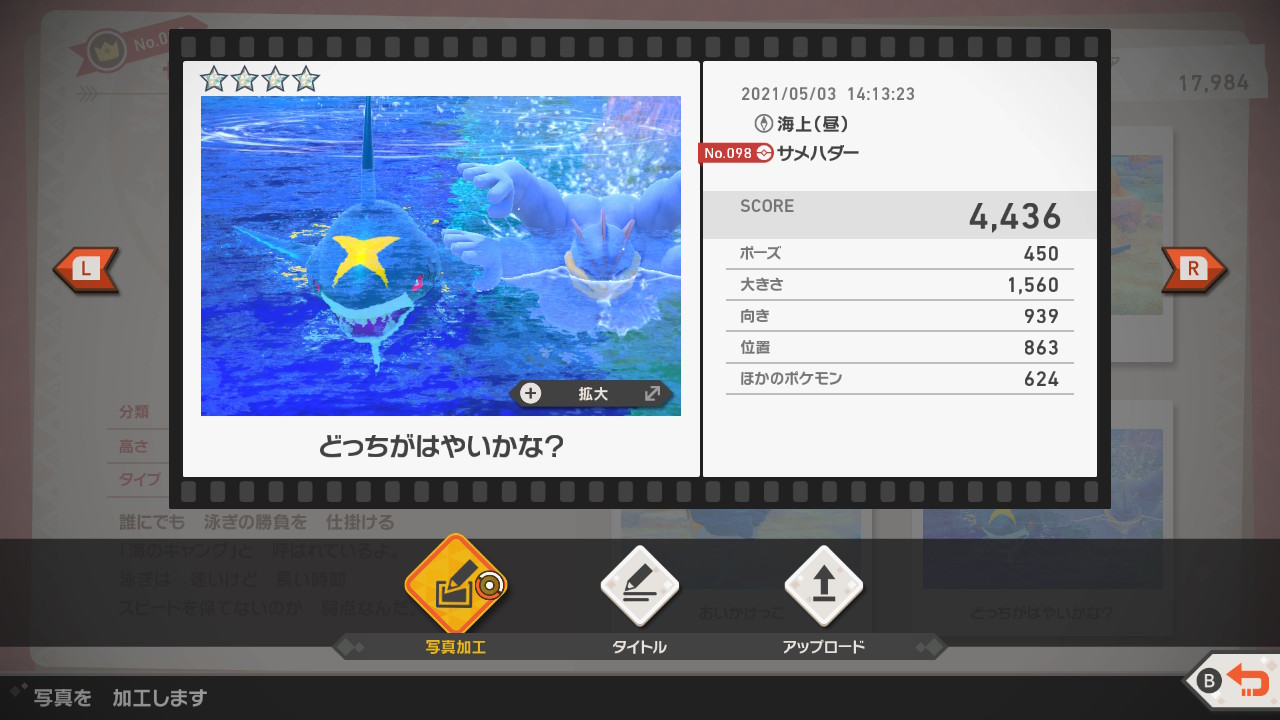 No.0
17,984
2021/05/03 14:13:23
海上(昼)
No.098 サメハダー
SCORE 4,436
ポーズ 450
大きさ 1,560
向き 939
位置 863
ほかのポケモン 624
L
R
+ 拡大
どっちがはやいかな?
分類
高さ
タイプ
誰にでも 泳ぎの勝負を 仕掛ける
「海のギャング」と 呼ばれているよ。
泳ぎは 速いけど 長い時間
スピードを保てないのが 弱点なんだ
おいかけっこ
どっちがはやいかな?
写真加工
タイトル
アップロード
B
写真を 加工します